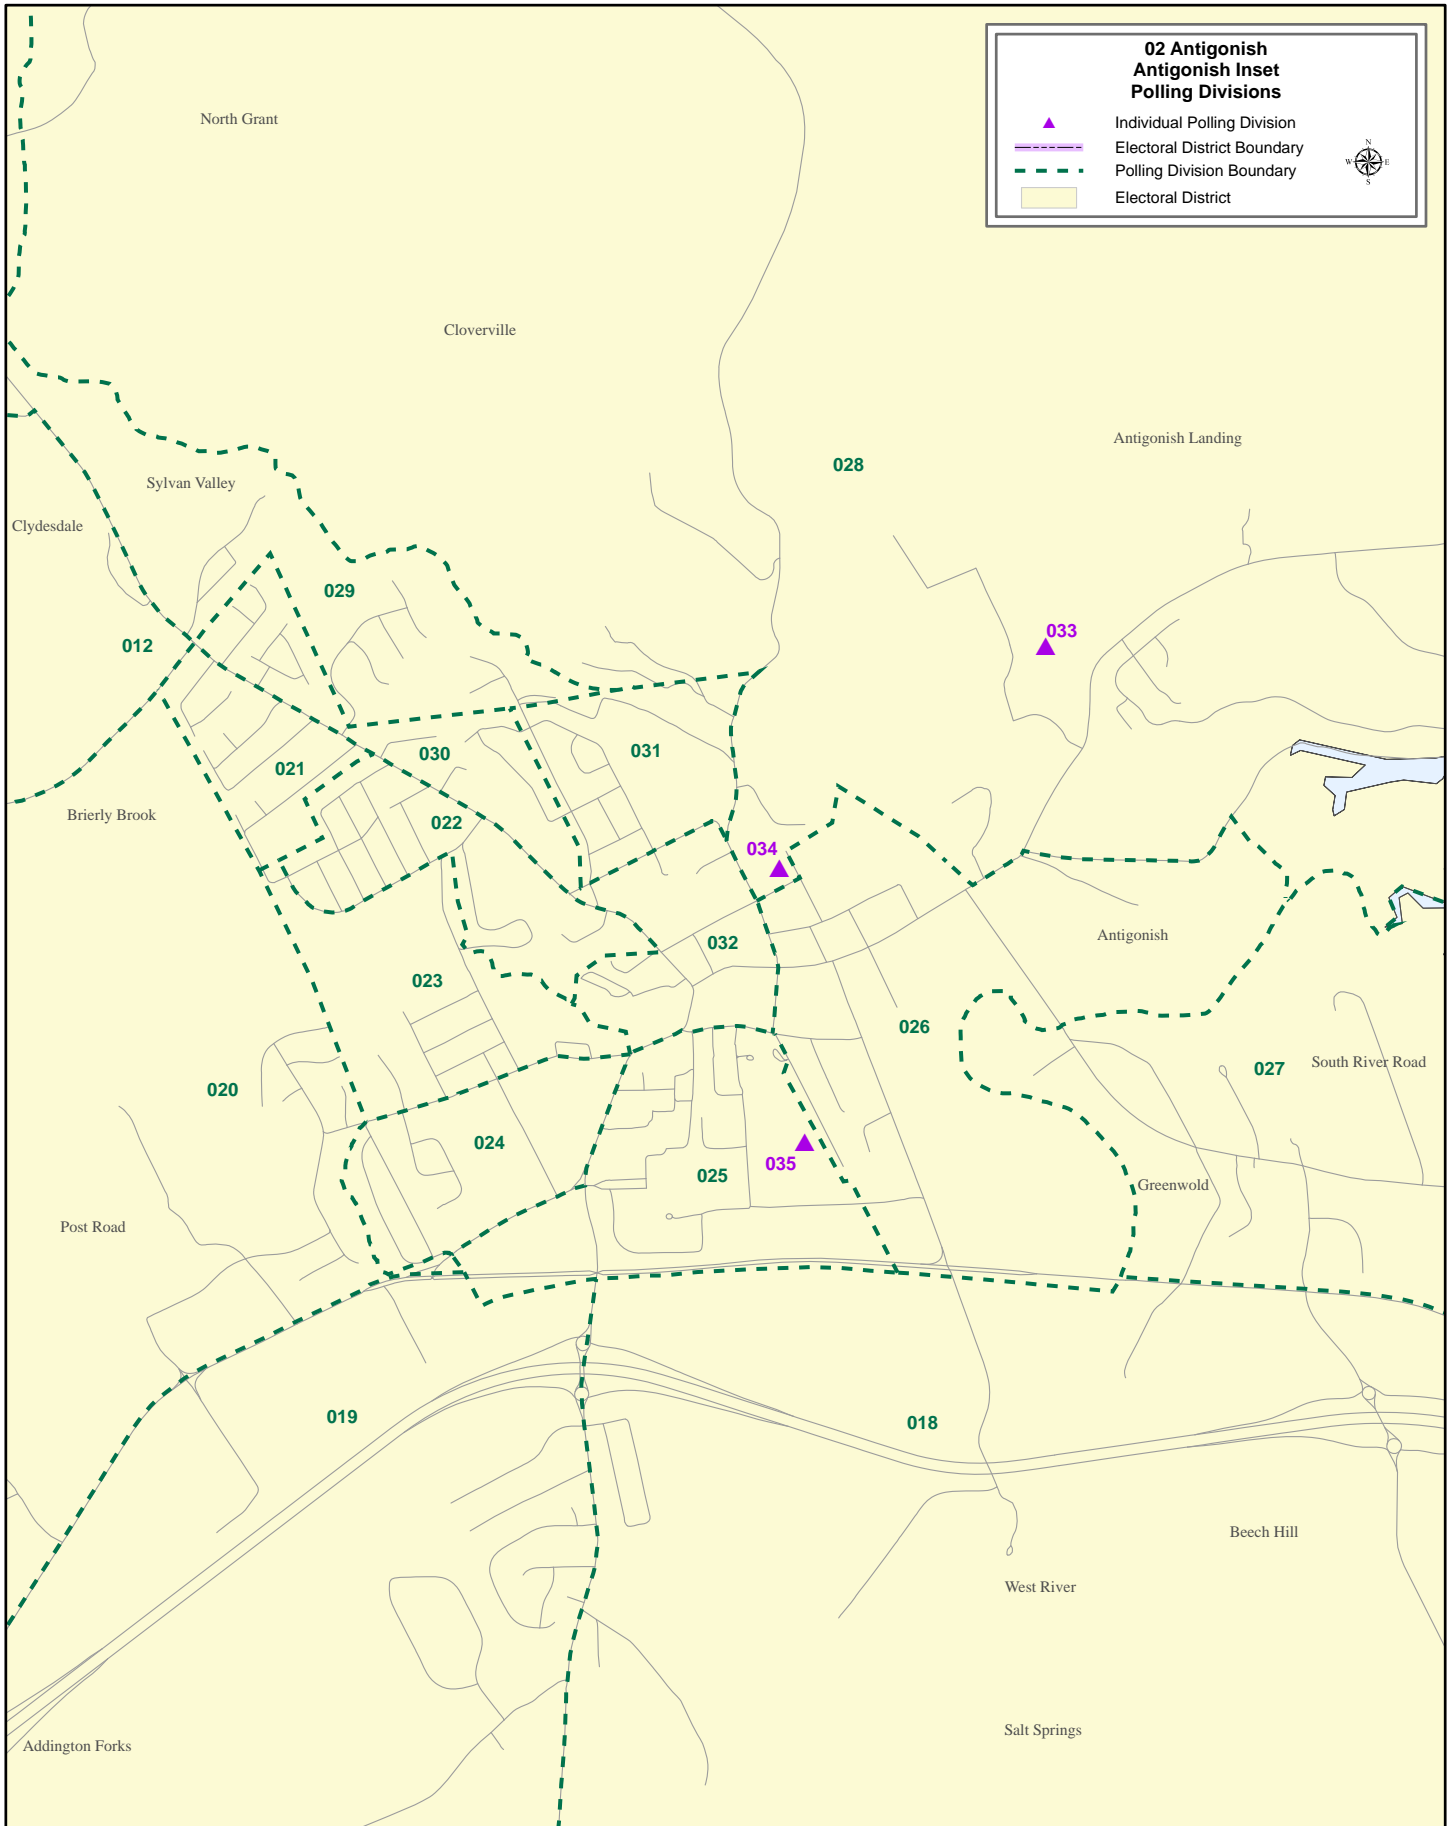 02 Antigonish
Antigonish Inset
Polling Divisions
Individual Polling Division
Electoral District Boundary
Polling Division Boundary
Electoral District
N
W
E
S
North Grant
Cloverville
Antigonish Landing
028
Sylvan Valley
Clydesdale
029
033
012
031
030
021
Brierly Brook
022
034
Antigonish
032
023
026
South River Road
027
020
024
035
025
Greenwold
Post Road
019
018
Beech Hill
West River
Salt Springs
Addington Forks